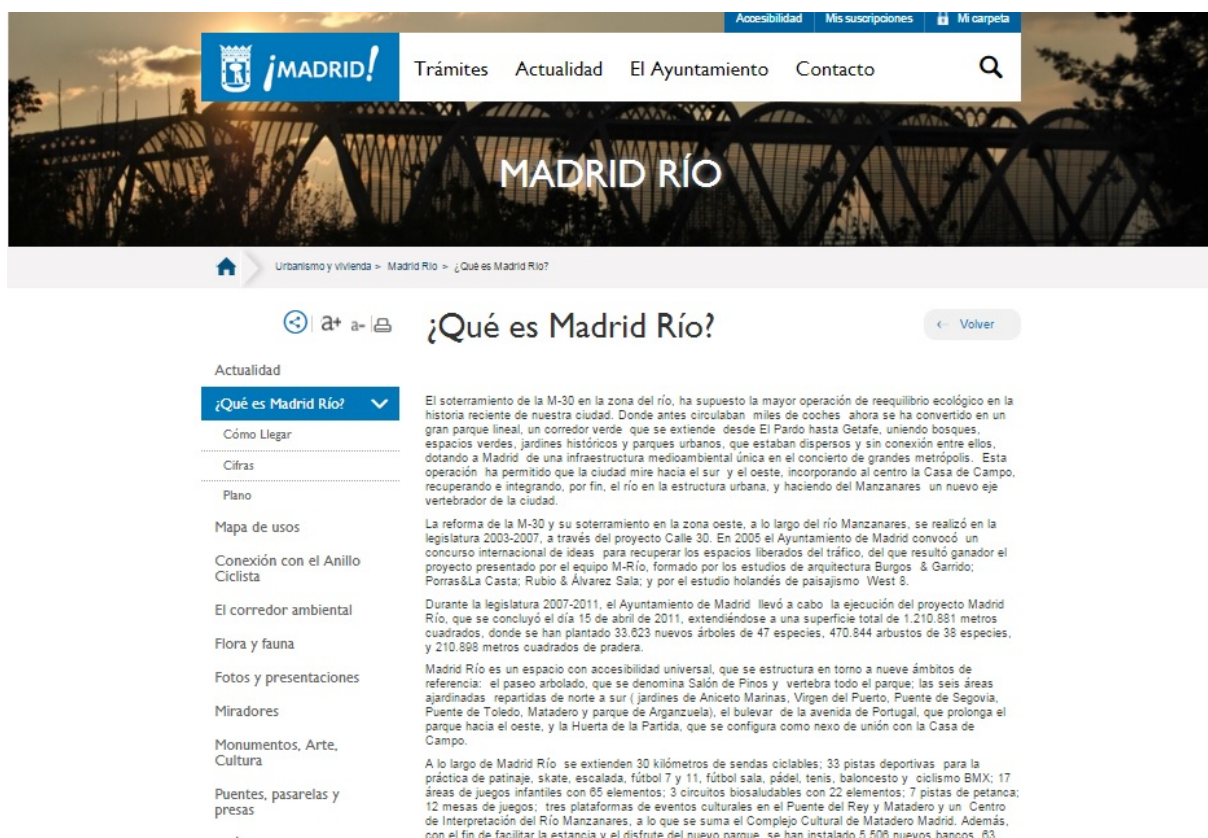 Accesibilidad Mis suscripciones Mi carpeta
¡MADRID!
Trámites Actualidad El Ayuntamiento Contacto
MADRID RÍO
Urbanismo y vivienda > Madrid Río > ¿Qué es Madrid Río?
a+ a-
¿Qué es Madrid Río?
Volver
Actualidad
¿Qué es Madrid Río?
Cómo Llegar
Cifras
Plano
Mapa de usos
Conexión con el Anillo
Ciclista
El corredor ambiental
Flora y fauna
Fotos y presentaciones
Miradores
Monumentos, Arte,
Cultura
Puentes, pasarelas y
presas
El soterramiento de la M-30 en la zona del río, ha supuesto la mayor operación de reequilibrio ecológico en la
historia reciente de nuestra ciudad. Donde antes circulaban miles de coches ahora se ha convertido en un
gran parque lineal, un corredor verde que se extiende desde El Pardo hasta Getafe, uniendo bosques,
espacios verdes, jardines históricos y parques urbanos, que estaban dispersos y sin conexión entre ellos,
dotando a Madrid de una infraestructura medioambiental única en el concierto de grandes metrópolis. Esta
operación ha permitido que la ciudad mire hacia el sur y el oeste, incorporando al centro la Casa de Campo,
recuperando e integrando, por fin, el río en la estructura urbana, y haciendo del Manzanares un nuevo eje
vertebrador de la ciudad.
La reforma de la M-30 y su soterramiento en la zona oeste, a lo largo del río Manzanares, se realizó en la
legislatura 2003-2007, a través del proyecto Calle 30. En 2005 el Ayuntamiento de Madrid convocó un
concurso internacional de ideas para recuperar los espacios liberados del tráfico, del que resultó ganador el
proyecto presentado por el equipo M-Río, formado por los estudios de arquitectura Burgos & Garrido;
Porras&La Casta; Rubio & Álvarez Sala; y por el estudio holandés de paisajismo West 8.
Durante la legislatura 2007-2011, el Ayuntamiento de Madrid llevó a cabo la ejecución del proyecto Madrid
Río, que se concluyó el día 15 de abril de 2011, extendiéndose a una superficie total de 1.210.881 metros
cuadrados, donde se han plantado 33.623 nuevos árboles de 47 especies, 470.844 arbustos de 38 especies,
y 210.898 metros cuadrados de pradera.
Madrid Río es un espacio con accesibilidad universal, que se estructura en torno a nueve ámbitos de
referencia: el paseo arbolado, que se denomina Salón de Pinos y vertebra todo el parque; las seis áreas
ajardinadas repartidas de norte a sur ( jardines de Aniceto Marinas, Virgen del Puerto, Puente de Segovia,
Puente de Toledo, Matadero y parque de Arganzuela), el bulevar de la avenida de Portugal, que prolonga el
parque hacia el oeste, y la Huerta de la Partida, que se configura como nexo de unión con la Casa de
Campo.
A lo largo de Madrid Río se extienden 30 kilómetros de sendas ciclables; 33 pistas deportivas para la
práctica de patinaje, skate, escalada, fútbol 7 y 11, fútbol sala, pádel, tenis, baloncesto y ciclismo BMX; 17
áreas de juegos infantiles con 65 elementos; 3 circuitos biosaludables con 22 elementos; 7 pistas de petanca;
12 mesas de juegos; tres plataformas de eventos culturales en el Puente del Rey y Matadero y un Centro
de Interpretación del Río Manzanares, a lo que se suma el Complejo Cultural de Matadero Madrid. Además,
con el fin de facilitar la estancia y el disfrute del nuevo parque, se han instalado 5.506 nuevos bancos, 63